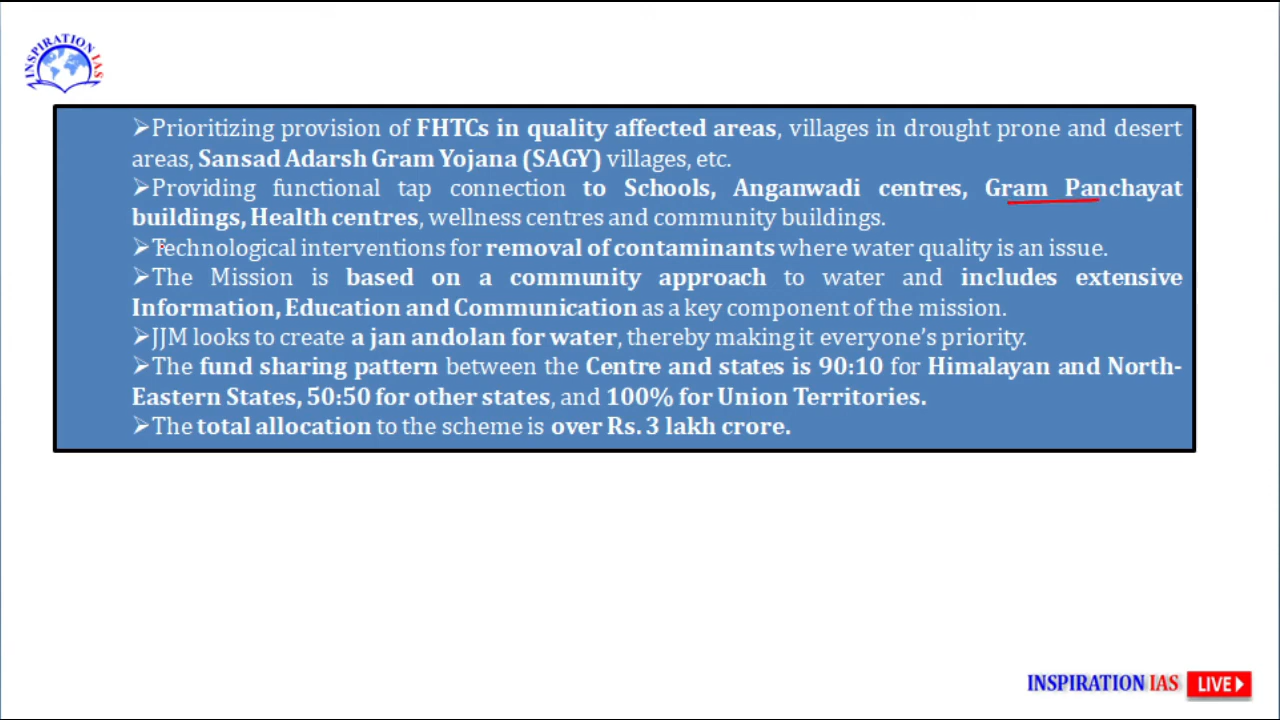 INSPIRATION IAS
➢Prioritizing provision of FHTCs in quality affected areas, villages in drought prone and desert
areas, Sansad Adarsh Gram Yojana (SAGY) villages, etc.
➢Providing functional tap connection to Schools, Anganwadi centres, Gram Panchayat
buildings, Health centres, wellness centres and community buildings.
➢Technological interventions for removal of contaminants where water quality is an issue.
➢The Mission is based on a community approach to water and includes extensive
Information, Education and Communication as a key component of the mission.
➢JJM looks to create a jan andolan for water, thereby making it everyone’s priority.
➢The fund sharing pattern between the Centre and states is 90:10 for Himalayan and North-
Eastern States, 50:50 for other states, and 100% for Union Territories.
➢The total allocation to the scheme is over Rs. 3 lakh crore.
INSPIRATION IAS LIVE